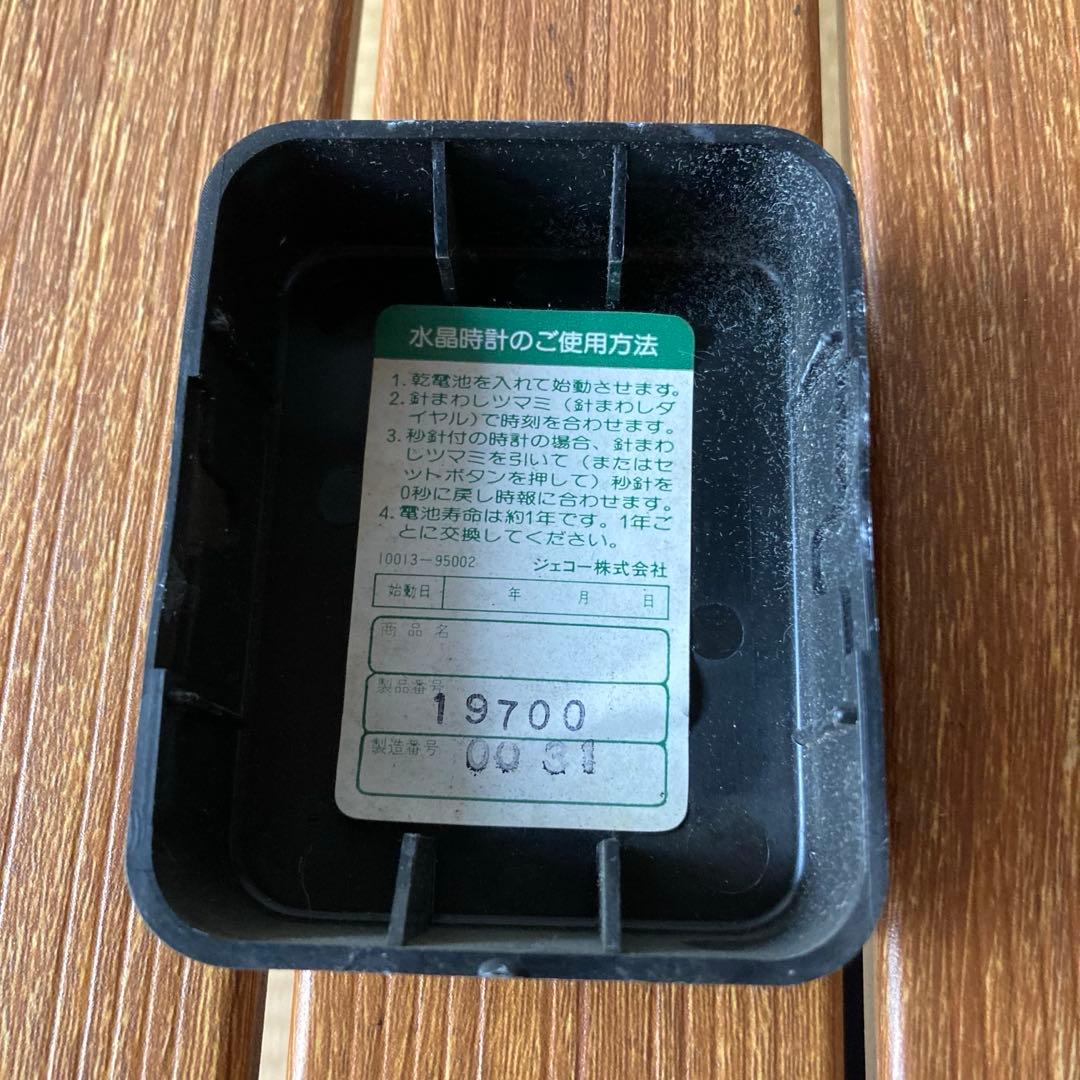 水晶時計のご使用方法
1. 乾電池を入れて始動させます。
2. 針まわしツマミ（針まわしダ
イヤル）で時刻を合わせます。
3. 秒針付の時計の場合、針まわ
しツマミを引いて（またはセ
ットボタンを押して）秒針を
0秒に戻し時報に合わせます。
4. 電池寿命は約1年です。1年ご
とに交換してください。
10013-95002 ジェコー株式会社
始動日 年 月 日
商品名
製品番号
19700
製造番号 0031